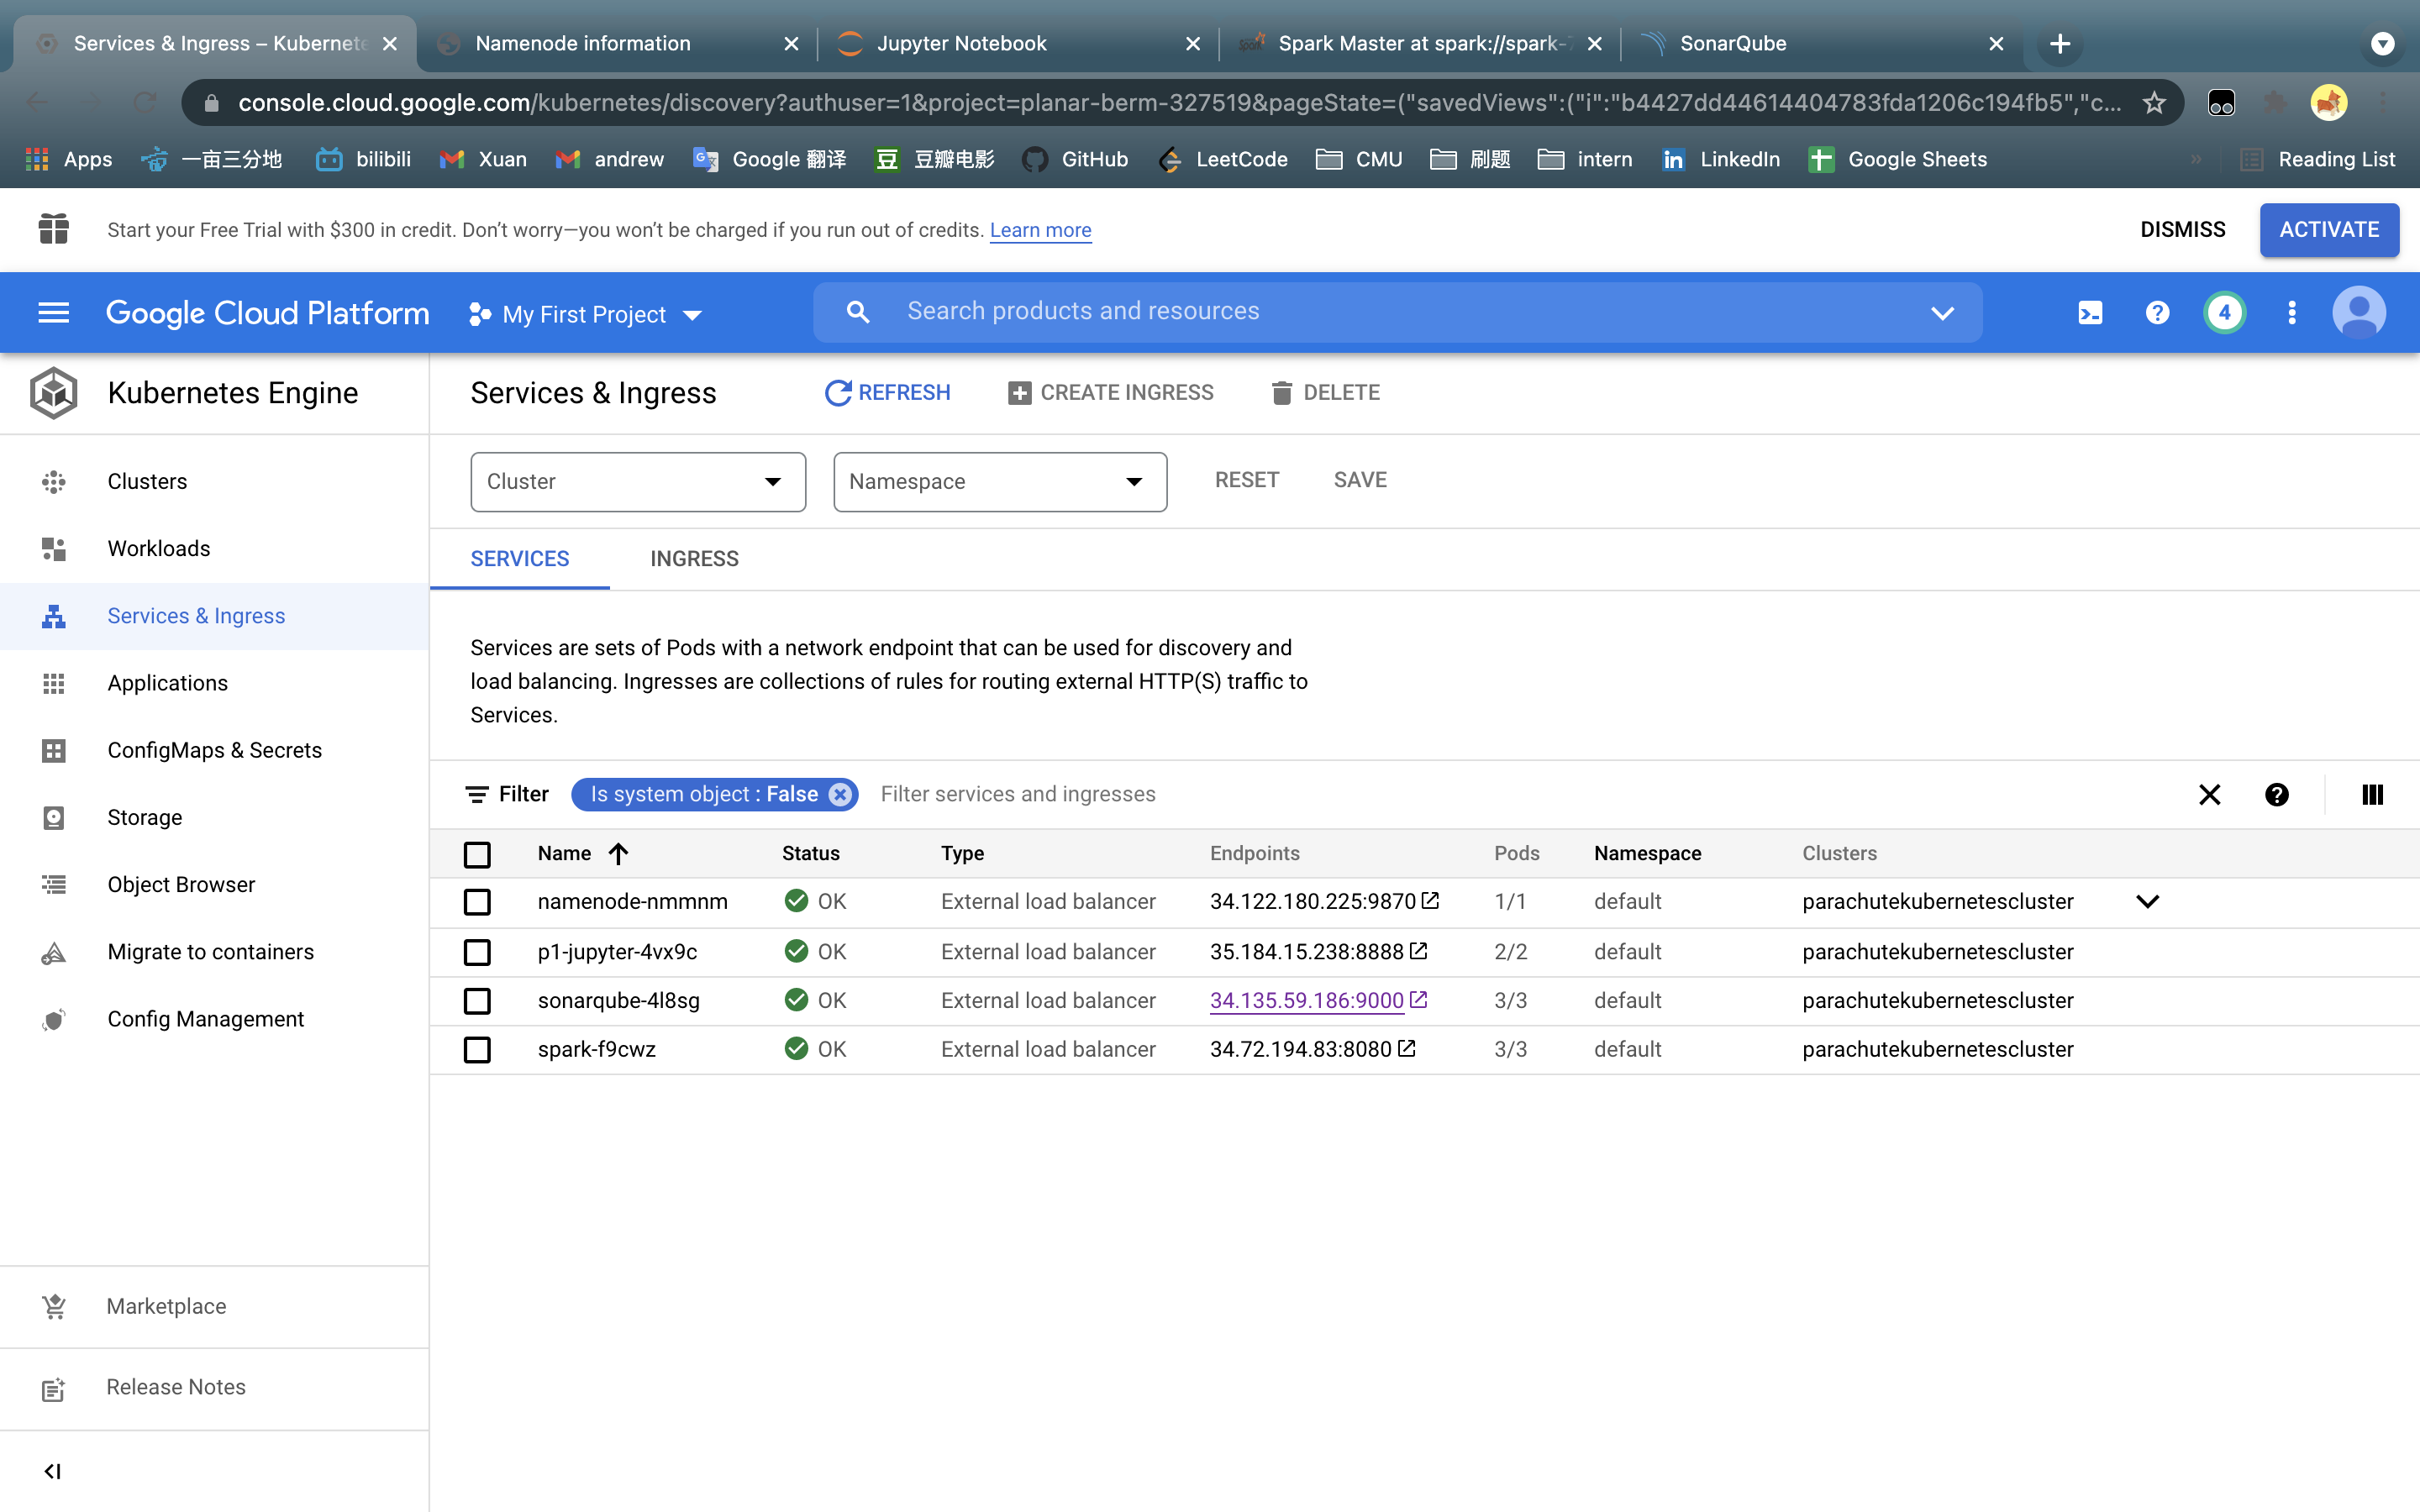 Services & Ingress – Kubernete
Namenode information
Jupyter Notebook
Spark Master at spark://spark-7
SonarQube
console.cloud.google.com/kubernetes/discovery?authuser=1&project=planar-berm-327519&pageState=("savedViews":("i":"b4427dd44614404783fda1206c194fb5","c...
Apps 一亩三分地 bilibili Xuan andrew Google 翻译 豆瓣电影 GitHub LeetCode CMU 刷题 intern LinkedIn Google Sheets » Reading List
Start your Free Trial with $300 in credit. Don’t worry—you won’t be charged if you run out of credits. Learn more
DISMISS
ACTIVATE
Google Cloud Platform
My First Project
Search products and resources
4
Kubernetes Engine
Services & Ingress
REFRESH
CREATE INGRESS
DELETE
Clusters
Workloads
Services & Ingress
Applications
ConfigMaps & Secrets
Storage
Object Browser
Migrate to containers
Config Management
Marketplace
Release Notes
Cluster
Namespace
RESET
SAVE
SERVICES
INGRESS
Services are sets of Pods with a network endpoint that can be used for discovery and
load balancing. Ingresses are collections of rules for routing external HTTP(S) traffic to
Services.
Filter
Is system object : False
Filter services and ingresses
Name Status Type Endpoints Pods Namespace Clusters
namenode-nmmnm OK External load balancer 34.122.180.225:9870 1/1 default parachutekubernetescluster
p1-jupyter-4vx9c OK External load balancer 35.184.15.238:8888 2/2 default parachutekubernetescluster
sonarqube-4l8sg OK External load balancer 34.135.59.186:9000 3/3 default parachutekubernetescluster
spark-f9cwz OK External load balancer 34.72.194.83:8080 3/3 default parachutekubernetescluster